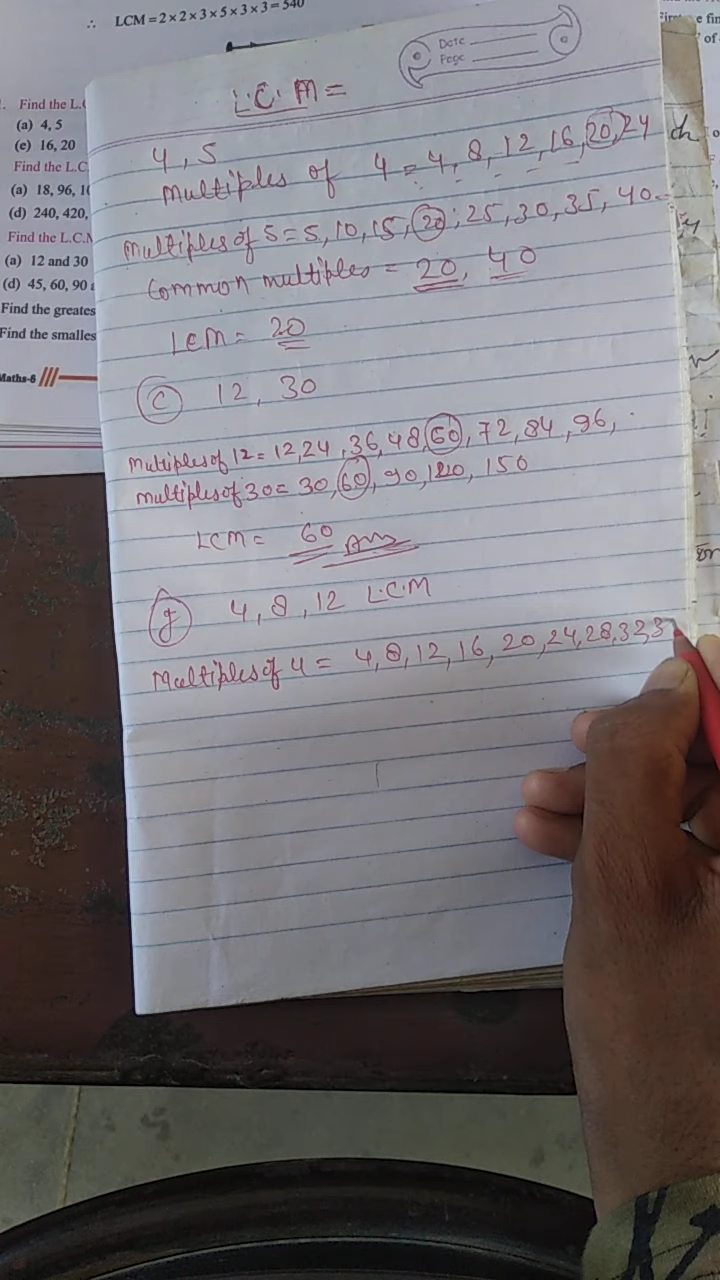 ∴ LCM = 2 × 2 × 3 × 5 × 3 × 3 = 540
Find the L.C
(a) 4, 5
(e) 16, 20
Find the L.C
(a) 18, 96, 1
(d) 240, 420,
Find the L.C.M
(a) 12 and 30
(d) 45, 60, 90
Find the greates
Find the smalles
Maths-6
Date
Page
L.C.M =
4, 5
Multiples of 4 = 4, 8, 12, 16, 20, 24
Multiples of 5 = 5, 10, 15, 20, 25, 30, 35, 40
Common multiples = 20, 40
LCM = 20
(c) 12, 30
Multiples of 12 = 12, 24, 36, 48, 60, 72, 84, 96,
Multiples of 30 = 30, 60, 90, 120, 150
LCM = 60 Ans
(g) 4, 8, 12 L.C.M
Multiples of 4 = 4, 8, 12, 16, 20, 24, 28, 32, 3